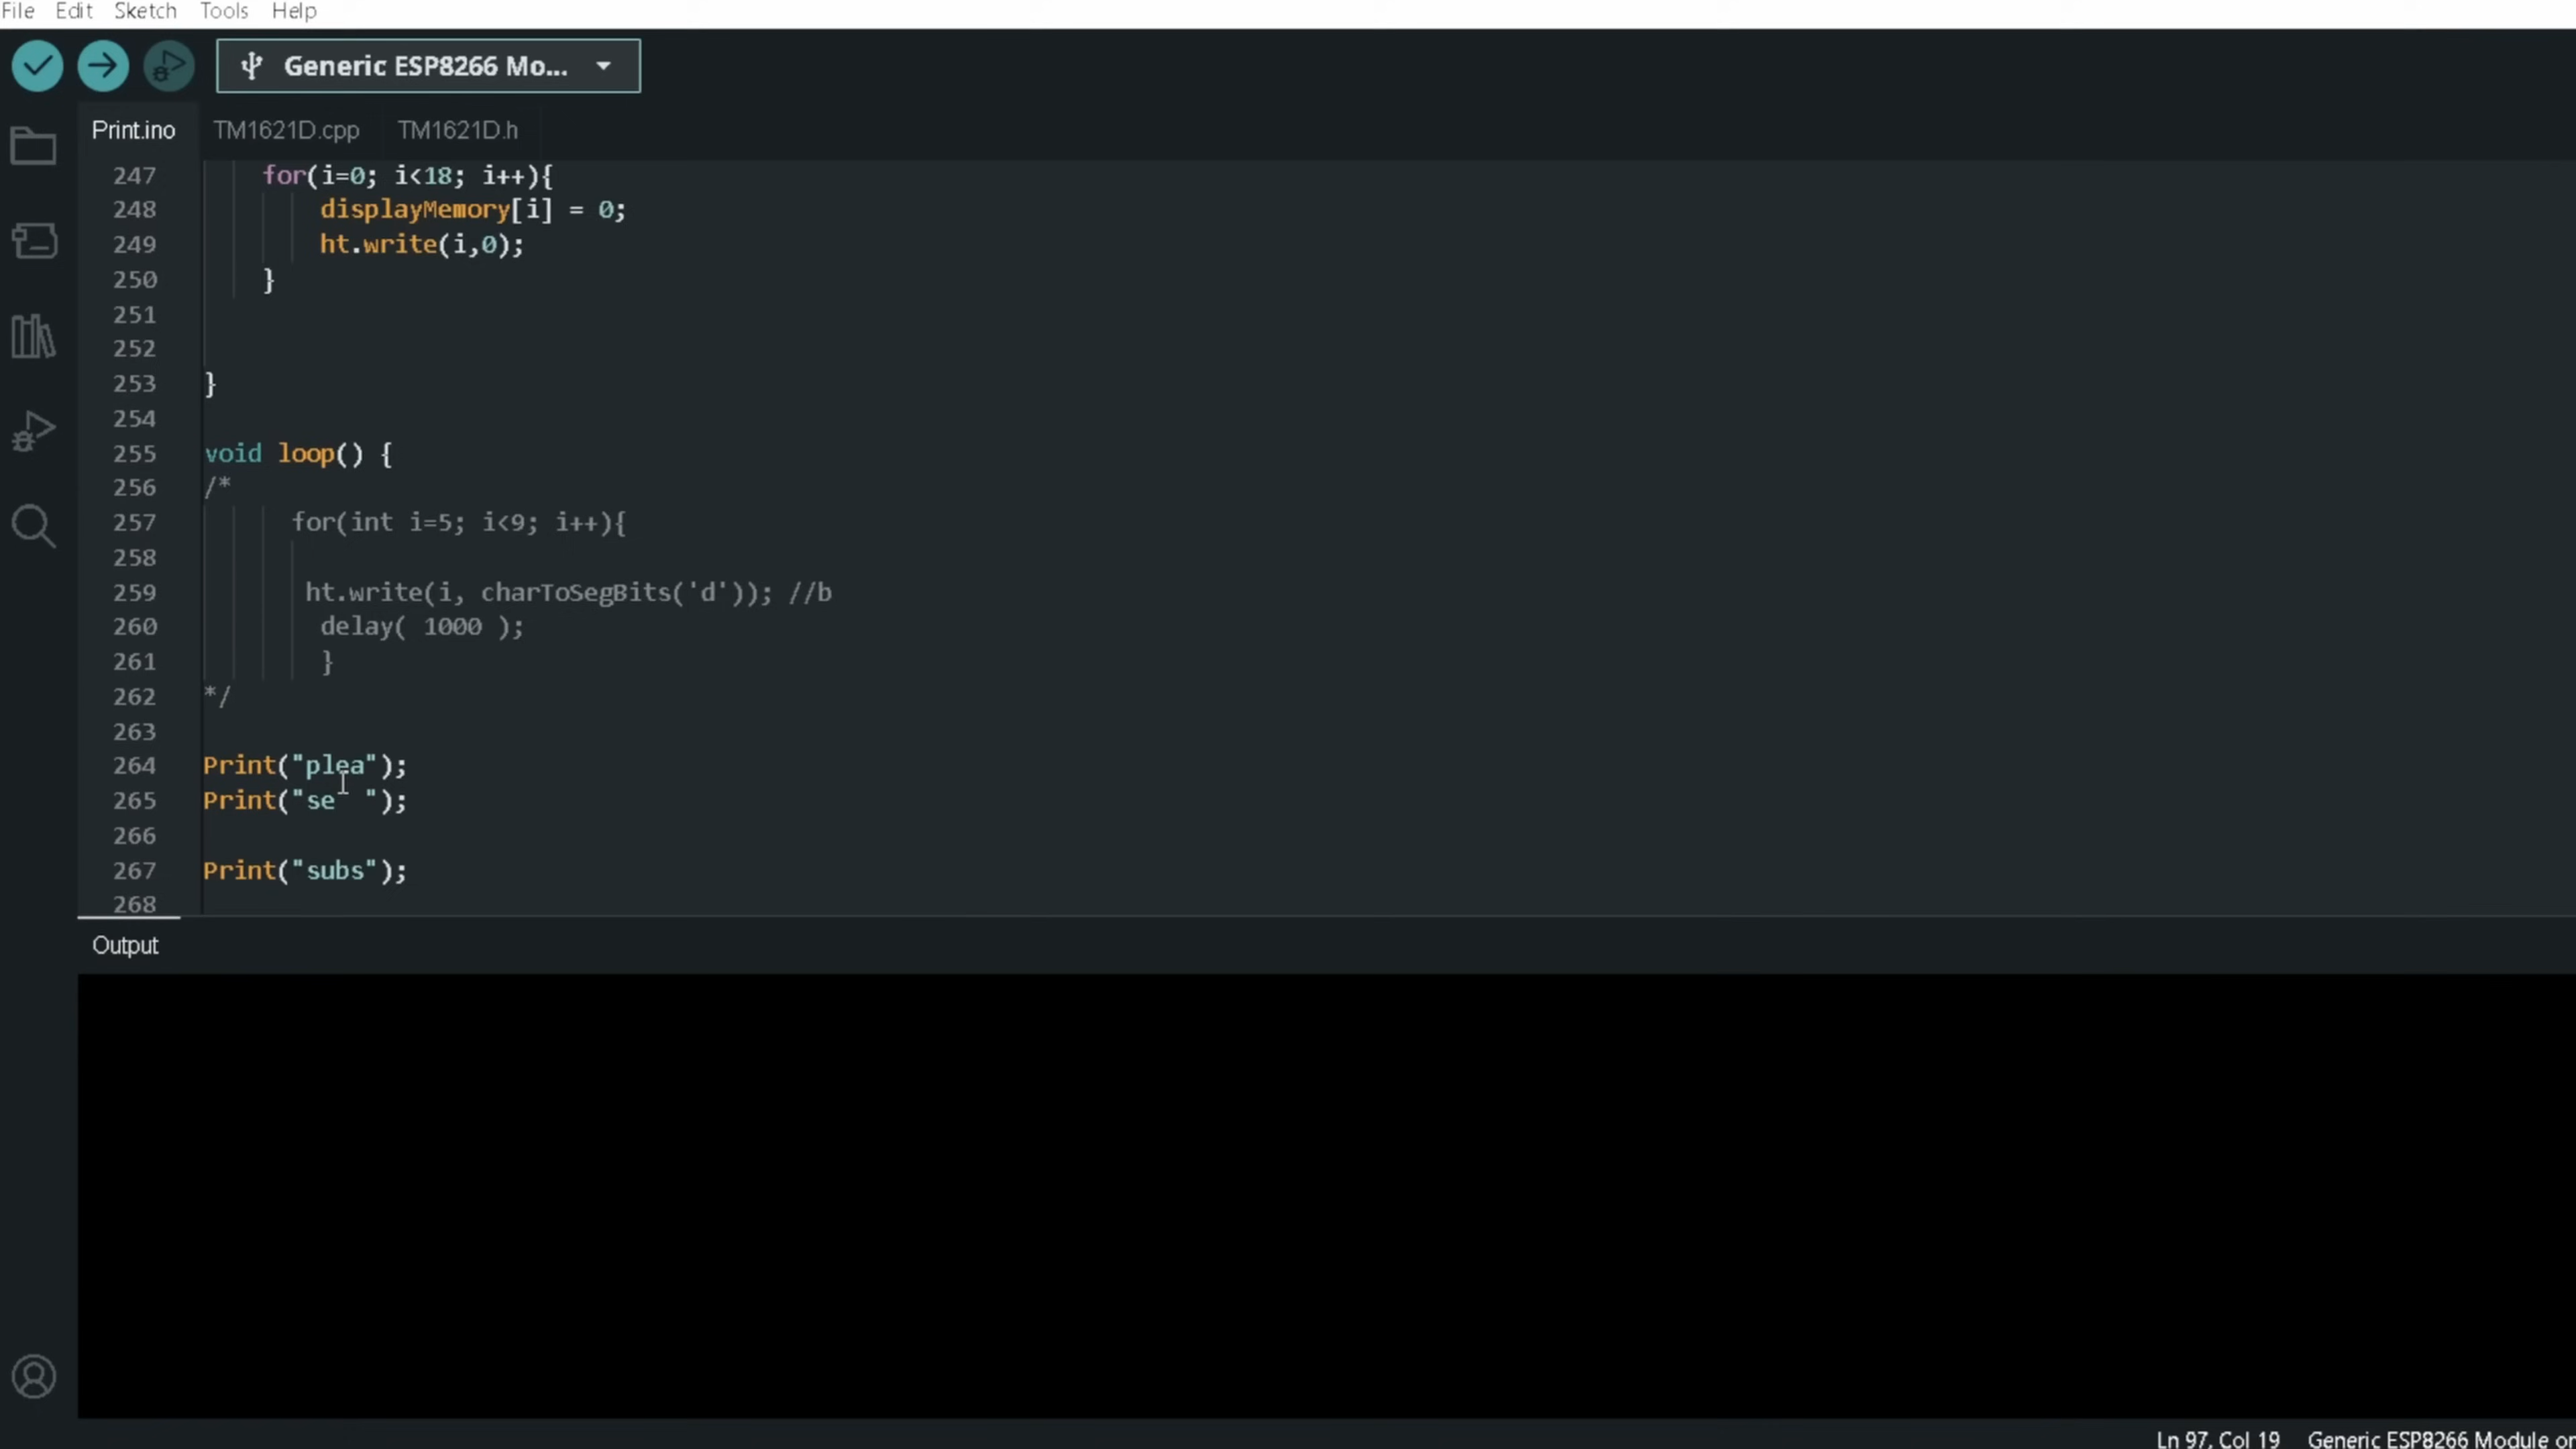 File Edit Sketch Tools Help
Generic ESP8266 Mo...
Print.ino TM1621D.cpp TM1621D.h
247 for(i=0; i<18; i++){
248 displayMemory[i] = 0;
249 ht.write(i,0);
250 }
251
252
253 }
254
255 void loop() {
256 /*
257 for(int i=5; i<9; i++){
258
259 ht.write(i, charToSegBits('d')); //b
260 delay( 1000 );
261 }
262 */
263
264 Print("plea");
265 Print("se  ");
266
267 Print("subs");
268
Output
Ln 97, Col 19 Generic ESP8266 Module on